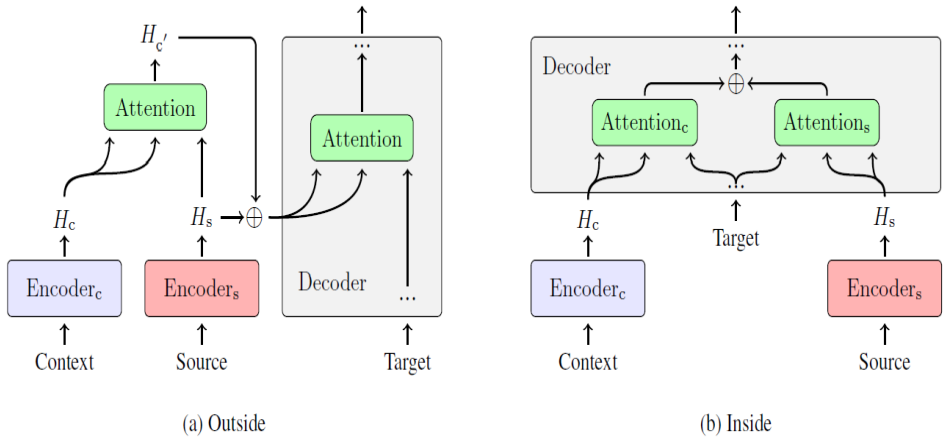 H_c′
...
Attention
Attention
H_c
H_s
⊕
Decoder
...
Encoder_c
Encoder_s
Context
Source
Target
(a) Outside
...
Decoder
⊕
Attention_c
Attention_s
...
H_c
H_s
Target
Encoder_c
Encoder_s
Context
Source
(b) Inside